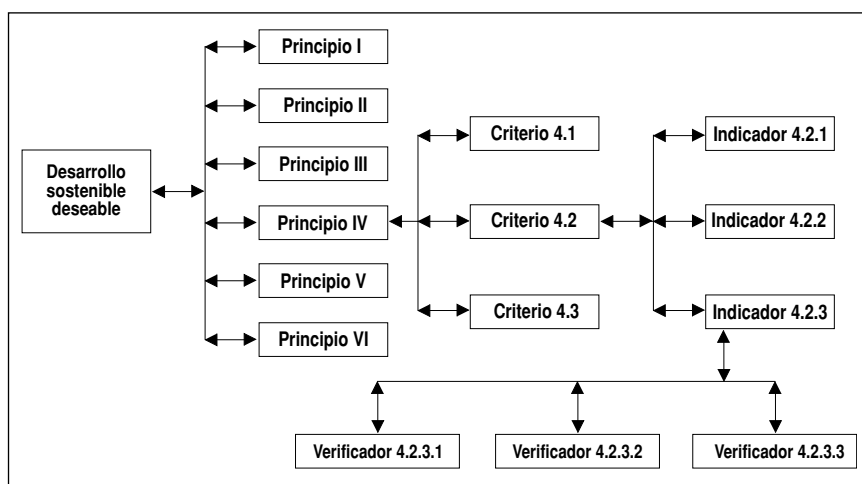 Desarrollo
sostenible
deseable
Principio I
Principio II
Principio III
Principio IV
Principio V
Principio VI
Criterio 4.1
Criterio 4.2
Criterio 4.3
Indicador 4.2.1
Indicador 4.2.2
Indicador 4.2.3
Verificador 4.2.3.1
Verificador 4.2.3.2
Verificador 4.2.3.3